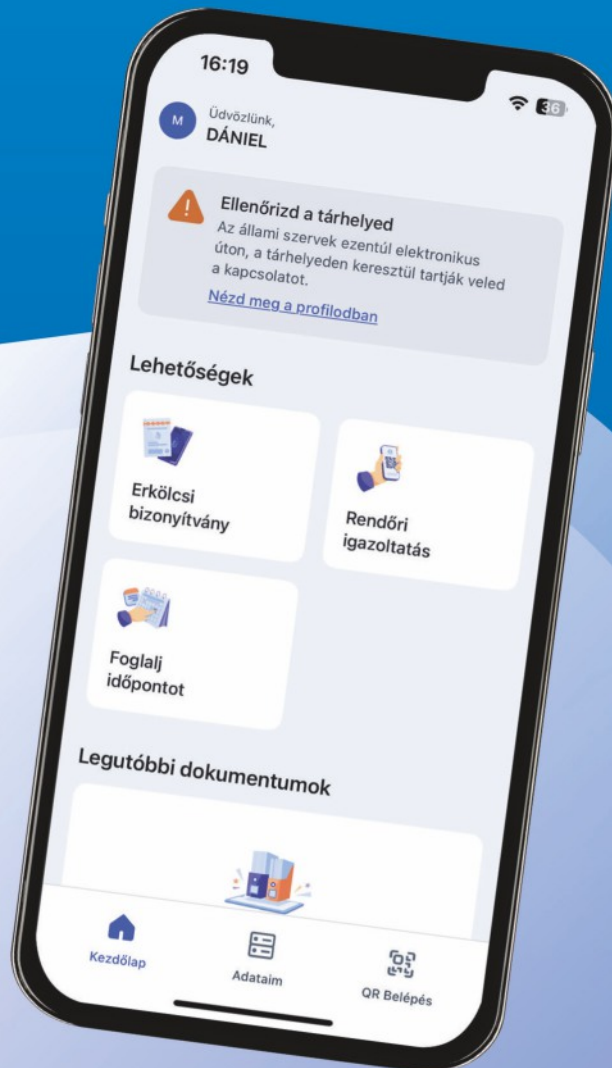 16:19
36
M
Üdvözlünk,
DÁNIEL
Ellenőrizd a tárhelyed
Az állami szervek ezentúl elektronikus
úton, a tárhelyeden keresztül tartják veled
a kapcsolatot.
Nézd meg a profilodban
Lehetőségek
Erkölcsi
bizonyítvány
Rendőri
igazoltatás
Foglalj
időpontot
Legutóbbi dokumentumok
Kezdőlap
Adataim
QR Belépés